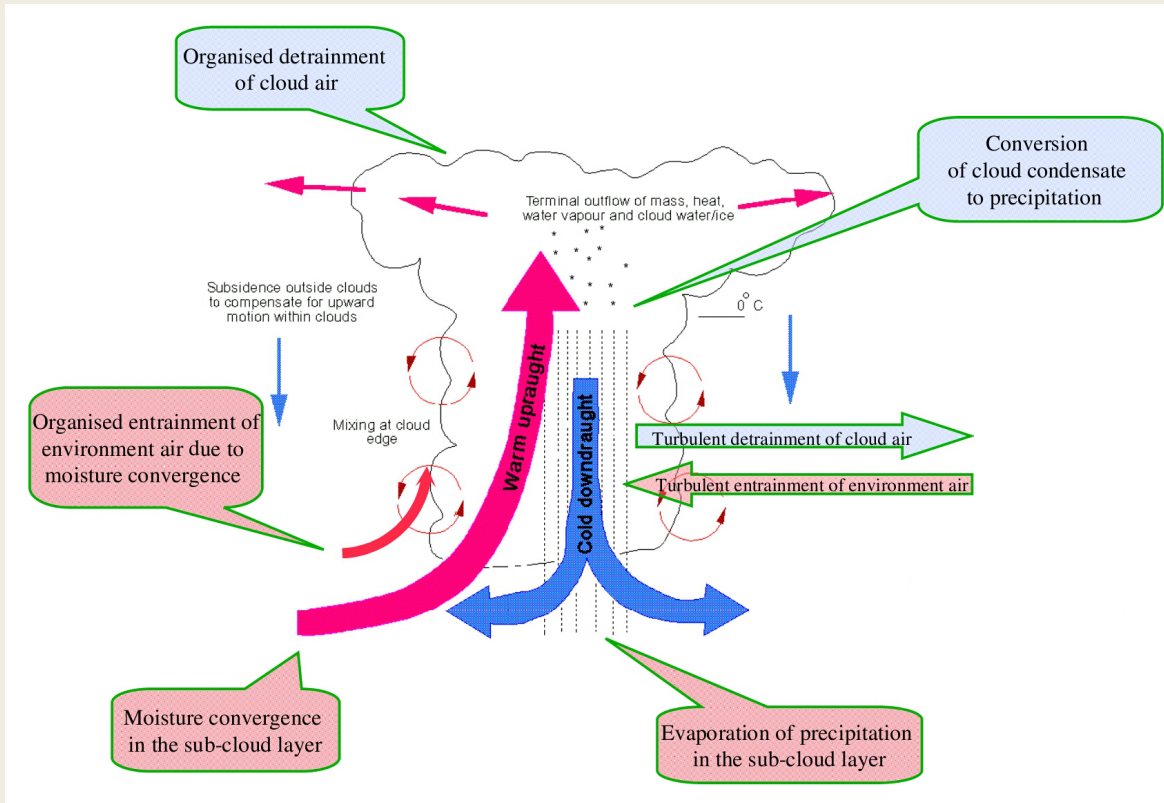 Organised detrainment
of cloud air
Conversion
of cloud condensate
to precipitation
Terminal outflow of mass, heat,
water vapour and cloud water/ice
Subsidence outside clouds
to compensate for upward
motion within clouds
0° C
Organised entrainment of
environment air due to
moisture convergence
Mixing at cloud
edge
Warm upraught
Cold downdraught
Turbulent detrainment of cloud air
Turbulent entrainment of environment air
Moisture convergence
in the sub-cloud layer
Evaporation of precipitation
in the sub-cloud layer